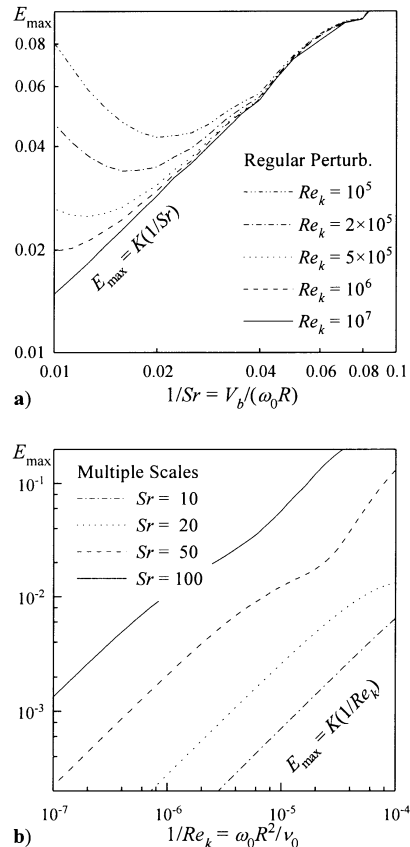 E_max
0.08
0.06
0.04
0.02
0.01
E_max = K(1/Sr)
Regular Perturb.
Re_k = 10^5
Re_k = 2×10^5
Re_k = 5×10^5
Re_k = 10^6
Re_k = 10^7
0.01 0.02 0.04 0.06 0.08 0.1
a) 1/Sr = V_b/(ω_0R)
E_max
10^-1
10^-2
10^-3
Multiple Scales
Sr = 10
Sr = 20
Sr = 50
Sr = 100
E_max = K(1/Re_k)
10^-7 10^-6 10^-5 10^-4
b) 1/Re_k = ω_0R^2/ν_0